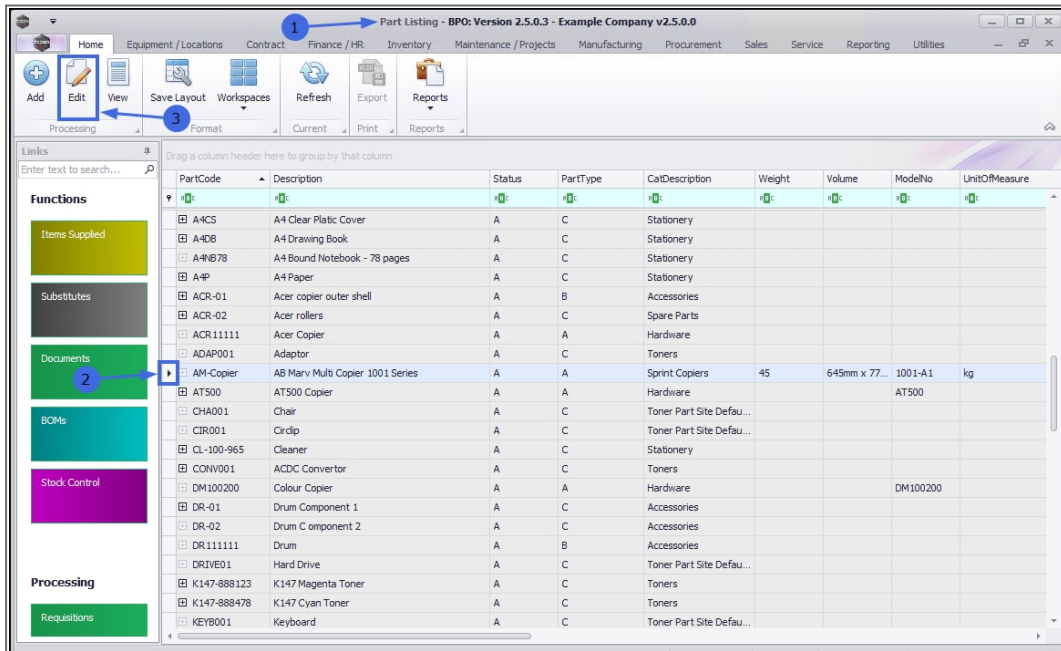 1
Part Listing - BPO: Version 2.5.0.3 - Example Company v2.5.0.0
Home Equipment / Locations Contract Finance / HR Inventory Maintenance / Projects Manufacturing Procurement Sales Service Reporting Utilities
Add Edit View Save Layout Workspaces Refresh Export Reports
3
Processing Format Current Print Reports
Links
Enter text to search...
Drag a column header here to group by that column
PartCode Description Status PartType CatDescription Weight Volume ModelNo UnitOfMeasure
Functions
A4CS A4 Clear Platic Cover A C Stationery
Items Supplied
A4DB A4 Drawing Book A C Stationery
A4NB78 A4 Bound Notebook - 78 pages A C Stationery
A4P A4 Paper A C Stationery
Substitutes
ACR-01 Acer copier outer shell A B Accessories
ACR-02 Acer rollers A C Spare Parts
ACR11111 Acer Copier A A Hardware
Documents
ADAP001 Adaptor A C Toners
2
AM-Copier AB Marv Multi Copier 1001 Series A A Sprint Copiers 45 645mm x 77... 1001-A1 kg
AT500 AT500 Copier A A Hardware AT500
BOMs
CHA001 Chair A C Toner Part Site Defau...
CIR001 Circlip A C Toner Part Site Defau...
CL-100-965 Cleaner A C Stationery
CONV001 ACDC Convertor A C Toners
Stock Control
DM100200 Colour Copier A A Hardware DM100200
DR-01 Drum Component 1 A C Accessories
DR-02 Drum C omponent 2 A C Accessories
DR111111 Drum A B Accessories
DRIVE01 Hard Drive A C Toner Part Site Defau...
Processing
K147-888123 K147 Magenta Toner A C Toners
K147-888478 K147 Cyan Toner A C Toners
Requisitions
KEYB001 Keyboard A C Toner Part Site Defau...